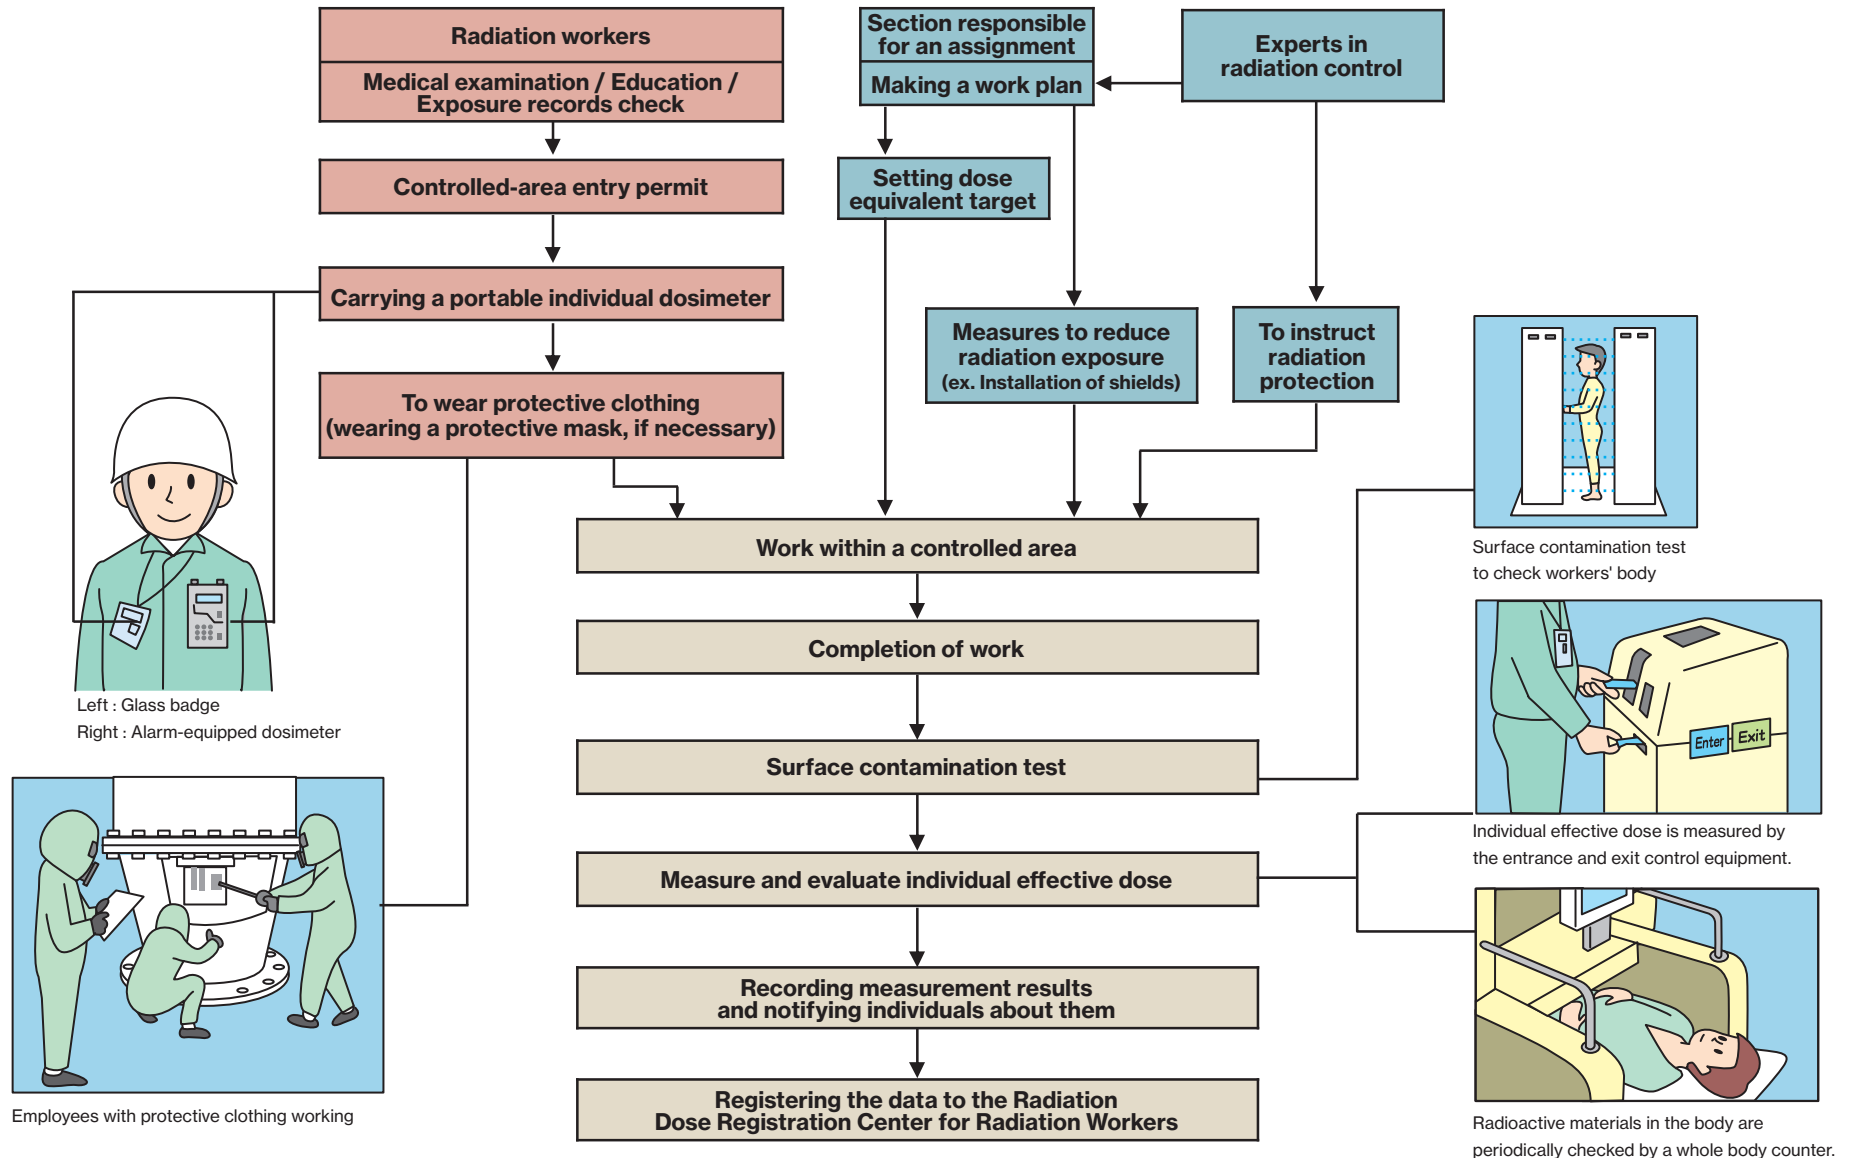 Radiation workers
Medical examination / Education /
Exposure records check
Controlled-area entry permit
Carrying a portable individual dosimeter
To wear protective clothing
(wearing a protective mask, if necessary)
Section responsible
for an assignment
Making a work plan
Experts in
radiation control
Setting dose
equivalent target
Measures to reduce
radiation exposure
(ex. Installation of shields)
To instruct
radiation
protection
Work within a controlled area
Completion of work
Surface contamination test
Measure and evaluate individual effective dose
Recording measurement results
and notifying individuals about them
Registering the data to the Radiation
Dose Registration Center for Radiation Workers
Left : Glass badge
Right : Alarm-equipped dosimeter
Employees with protective clothing working
Surface contamination test
to check workers' body
Enter
Exit
Individual effective dose is measured by
the entrance and exit control equipment.
Radioactive materials in the body are
periodically checked by a whole body counter.